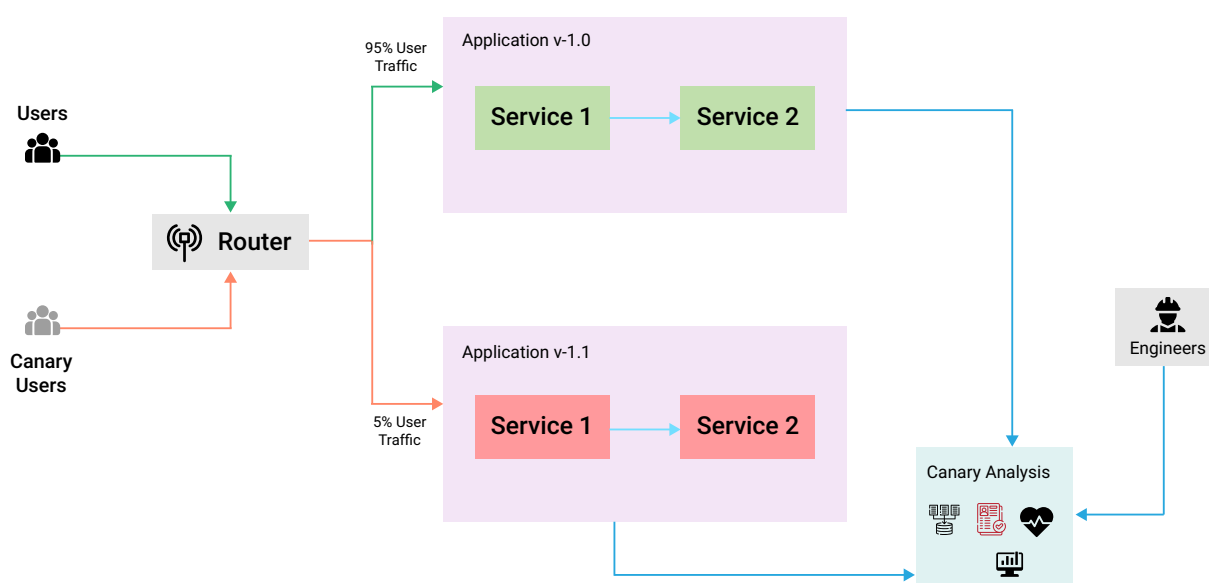 Users
Canary
Users
Router
95% User
Traffic
5% User
Traffic
Application v-1.0
Service 1
Service 2
Application v-1.1
Service 1
Service 2
Engineers
Canary Analysis